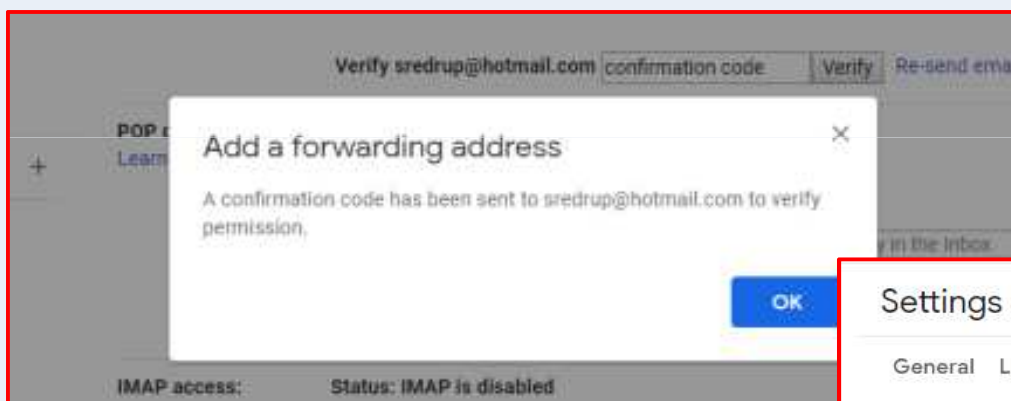 Verify sredrup@hotmail.com confirmation code Verify Re-send
POP
Learn
Add a forwarding address
A confirmation code has been sent to sredrup@hotmail.com to verify
permission.
in the Inbox
OK
Settings
General
IMAP access: Status: IMAP is disabled